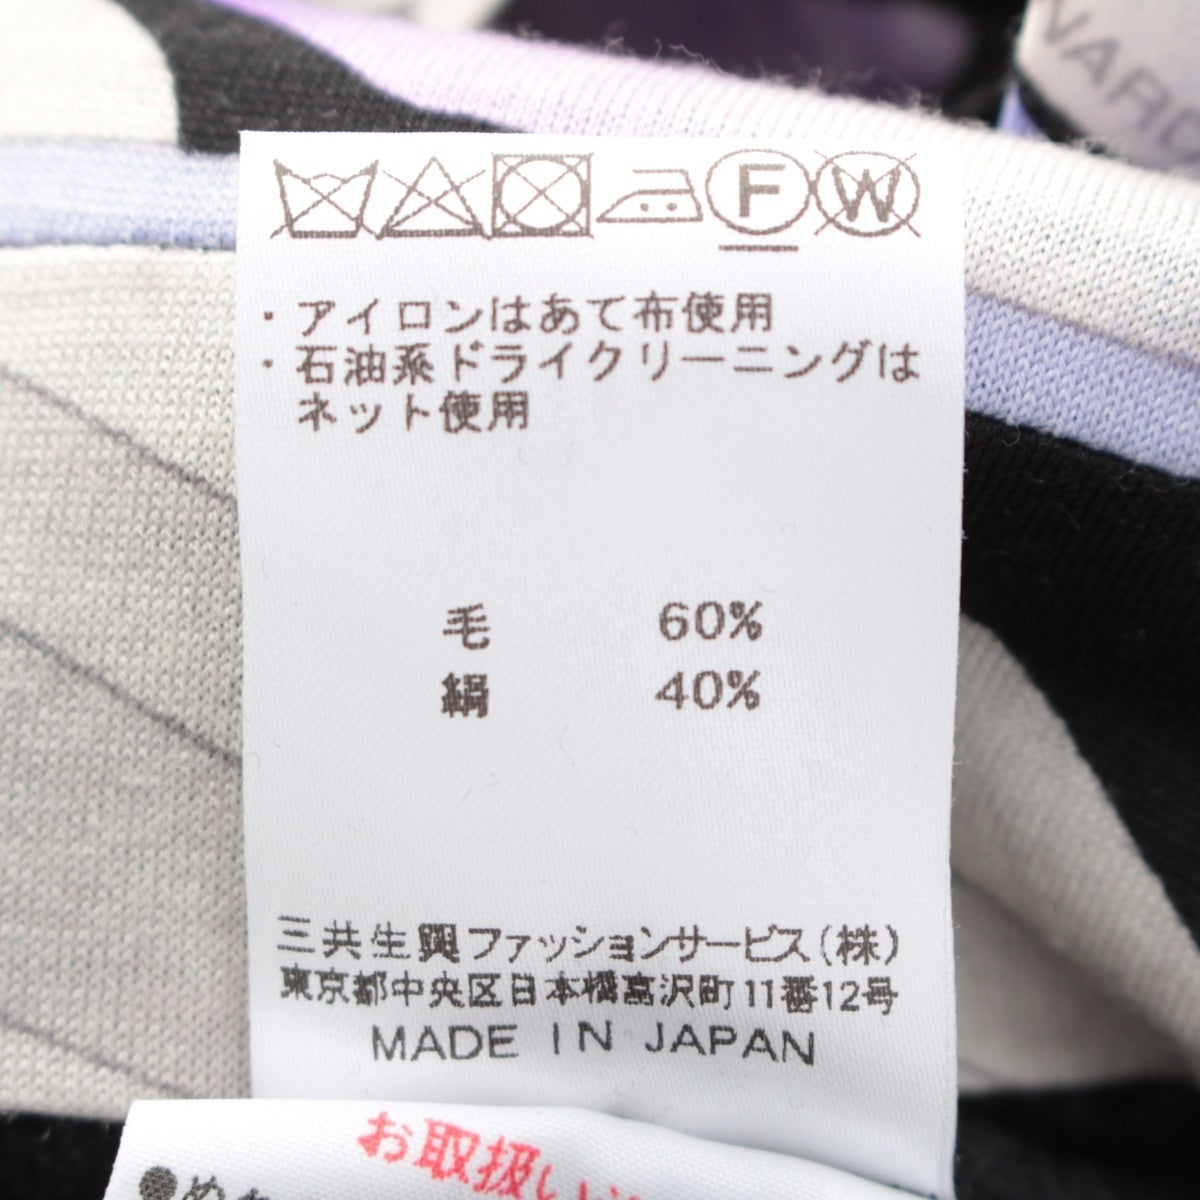 NARD
F W
・アイロンはあて布使用
・石油系ドライクリーニングは
ネット使用
毛 60%
絹 40%
三共生興ファッションサービス(株)
東京都中央区日本橋富沢町11番12号
MADE IN JAPAN
お取扱い